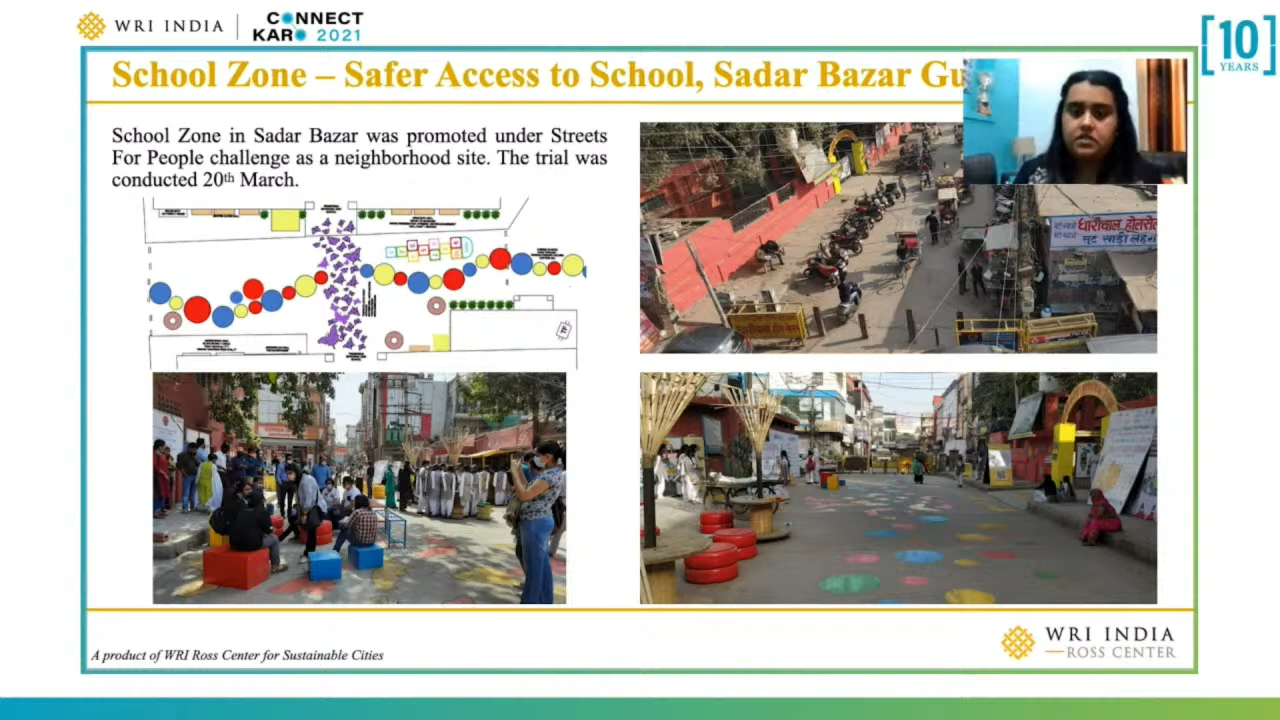 WRI INDIA
CONNECT
KARO 2021
10
YEARS
School Zone – Safer Access to School, Sadar Bazar Gu
School Zone in Sadar Bazar was promoted under Streets
For People challenge as a neighborhood site. The trial was
conducted 20th March.
धारीवाल होलसेल
A product of WRI Ross Center for Sustainable Cities
WRI INDIA
ROSS CENTER